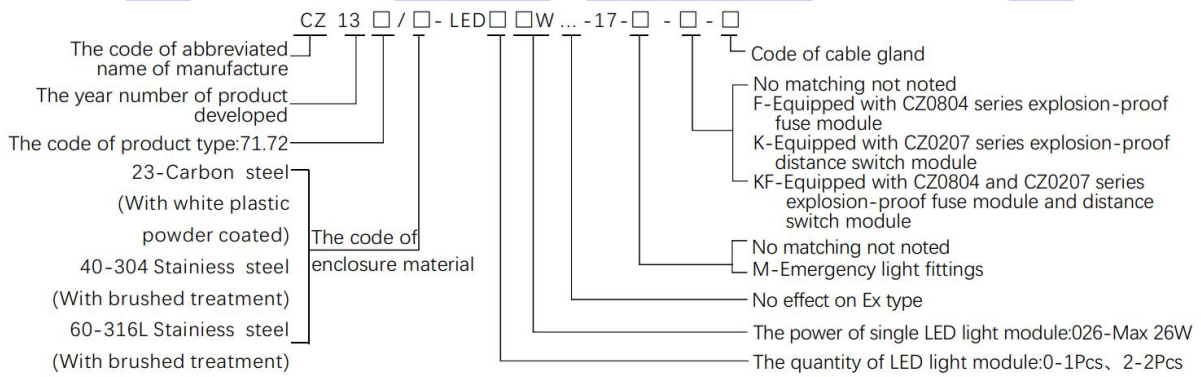 CZ 13 □ / □ - LED□ □W ... -17-□ - □ - □
The code of abbreviated
name of manufacture
The year number of product
developed
The code of product type:71.72
23-Carbon steel
(With white plastic
powder coated)
40-304 Stainiess steel
(With brushed treatment)
60-316L Stainiess steel
(With brushed treatment)
The code of
enclosure material
Code of cable gland
No matching not noted
F-Equipped with CZ0804 series explosion-proof
fuse module
K-Equipped with CZ0207 series explosion-proof
distance switch module
KF-Equipped with CZ0804 and CZ0207 series
explosion-proof fuse module and distance
switch module
No matching not noted
M-Emergency light fittings
No effect on Ex type
The power of single LED light module:026-Max 26W
The quantity of LED light module:0-1Pcs、2-2Pcs